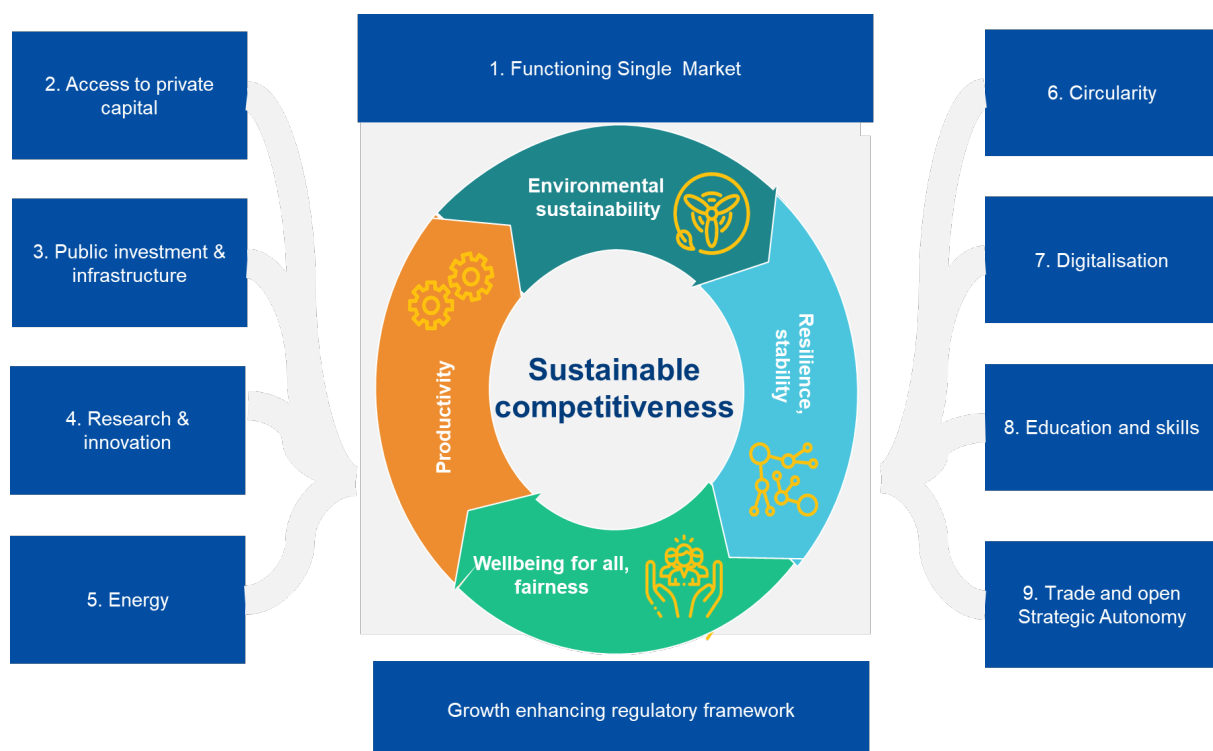 1. Functioning Single Market
2. Access to private
capital
3. Public investment &
infrastructure
4. Research &
innovation
5. Energy
Environmental
sustainability
Resilience,
stability
Wellbeing for all,
fairness
Productivity
Sustainable
competitiveness
6. Circularity
7. Digitalisation
8. Education and skills
9. Trade and open
Strategic Autonomy
Growth enhancing regulatory framework